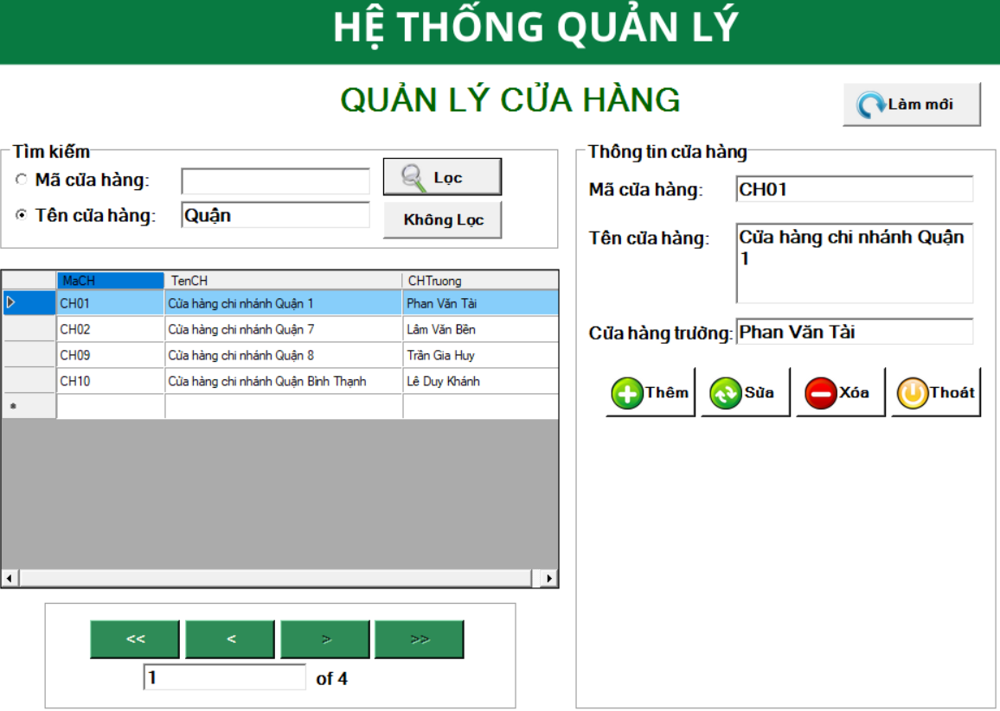 HỆ THỐNG QUẢN LÝ
QUẢN LÝ CỬA HÀNG
Làm mới
Tìm kiếm
Mã cửa hàng:
Lọc
Tên cửa hàng: Quận
Không Lọc
MaCH TenCH CHTruong
CH01 Cửa hàng chi nhánh Quận 1 Phan Văn Tài
CH02 Cửa hàng chi nhánh Quận 7 Lâm Văn Bền
CH09 Cửa hàng chi nhánh Quận 8 Trần Gia Huy
CH10 Cửa hàng chi nhánh Quận Bình Thạnh Lê Duy Khánh
*
<< < > >>
1 of 4
Thông tin cửa hàng
Mã cửa hàng: CH01
Tên cửa hàng: Cửa hàng chi nhánh Quận
1
Cửa hàng trưởng: Phan Văn Tài
Thêm Sửa Xóa Thoát